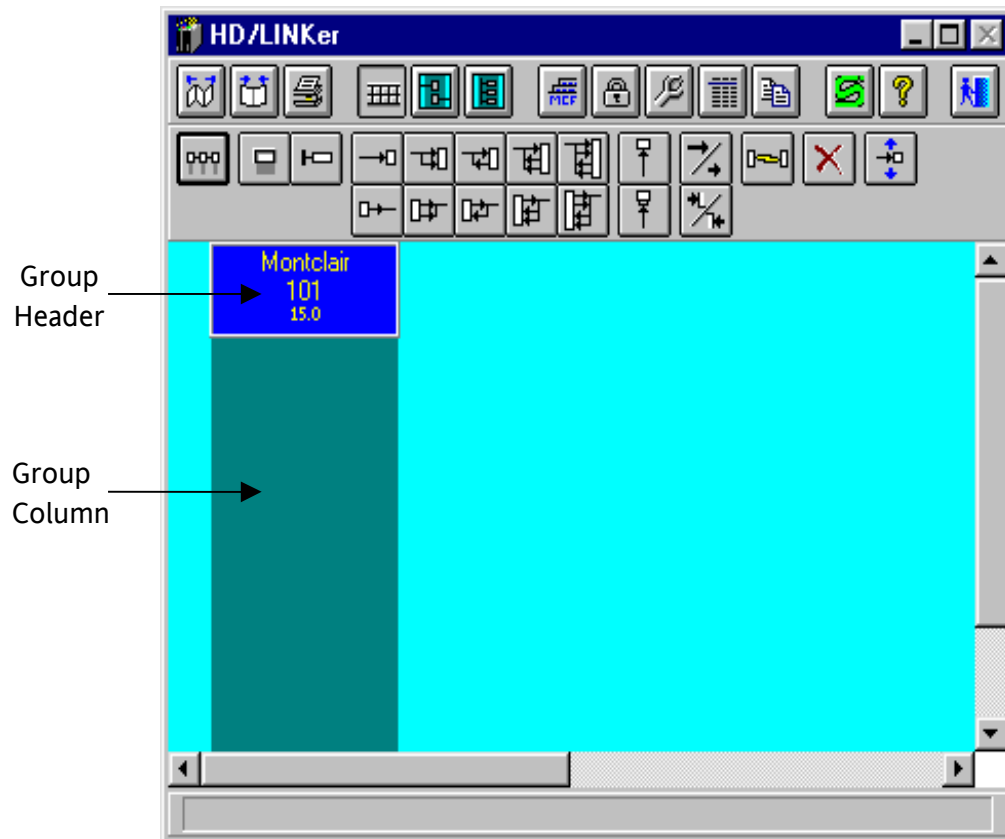 HD/LINKer
MCF
?
Montclair
101
15.0
Group
Header
Group
Column